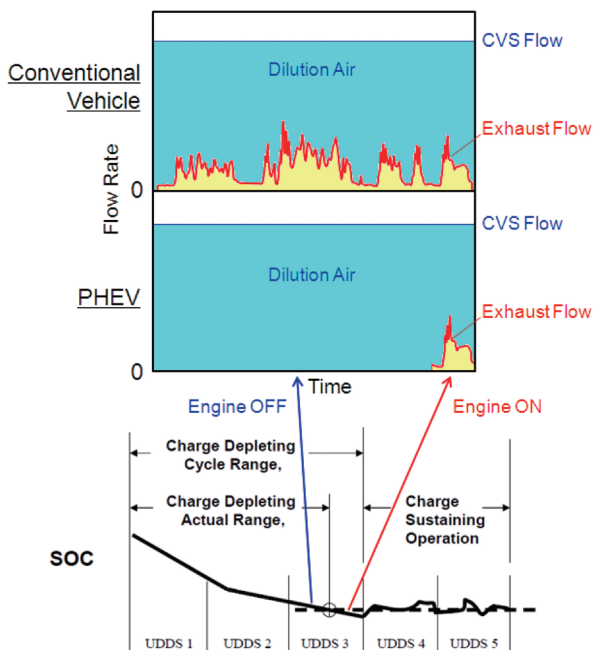 CVS Flow
Conventional
Vehicle
Dilution Air
Exhaust Flow
Flow Rate
0
CVS Flow
Dilution Air
PHEV
Exhaust Flow
0
Time
Engine OFF
Engine ON
Charge Depleting
Cycle Range,
Charge Depleting
Actual Range,
Charge
Sustaining
Operation
SOC
UDDS 1
UDDS 2
UDDS 3
UDDS 4
UDDS 5